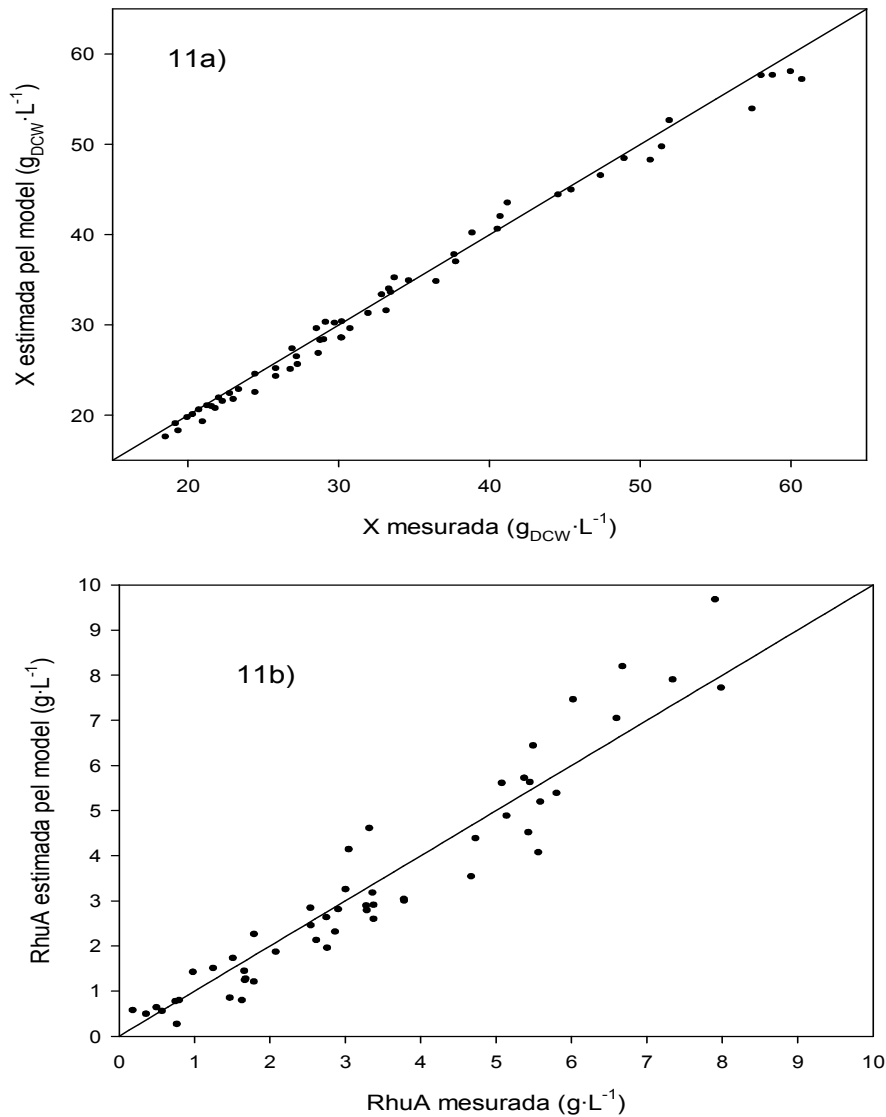 11a)
X estimada pel model (g_DCW·L^-1)
60
50
40
30
20
20 30 40 50 60
X mesurada (g_DCW·L^-1)
11b)
RhuA estimada pel model (g·L^-1)
10
9
8
7
6
5
4
3
2
1
0
0 1 2 3 4 5 6 7 8 9 10
RhuA mesurada (g·L^-1)